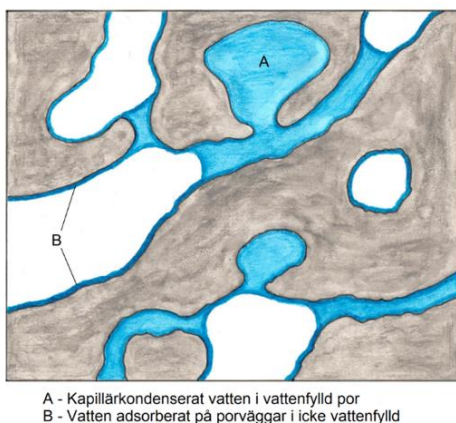 A
B
A - Kapillärkondenserat vatten i vattenfylld por
B - Vatten adsorberat på porväggar i icke vattenfylld